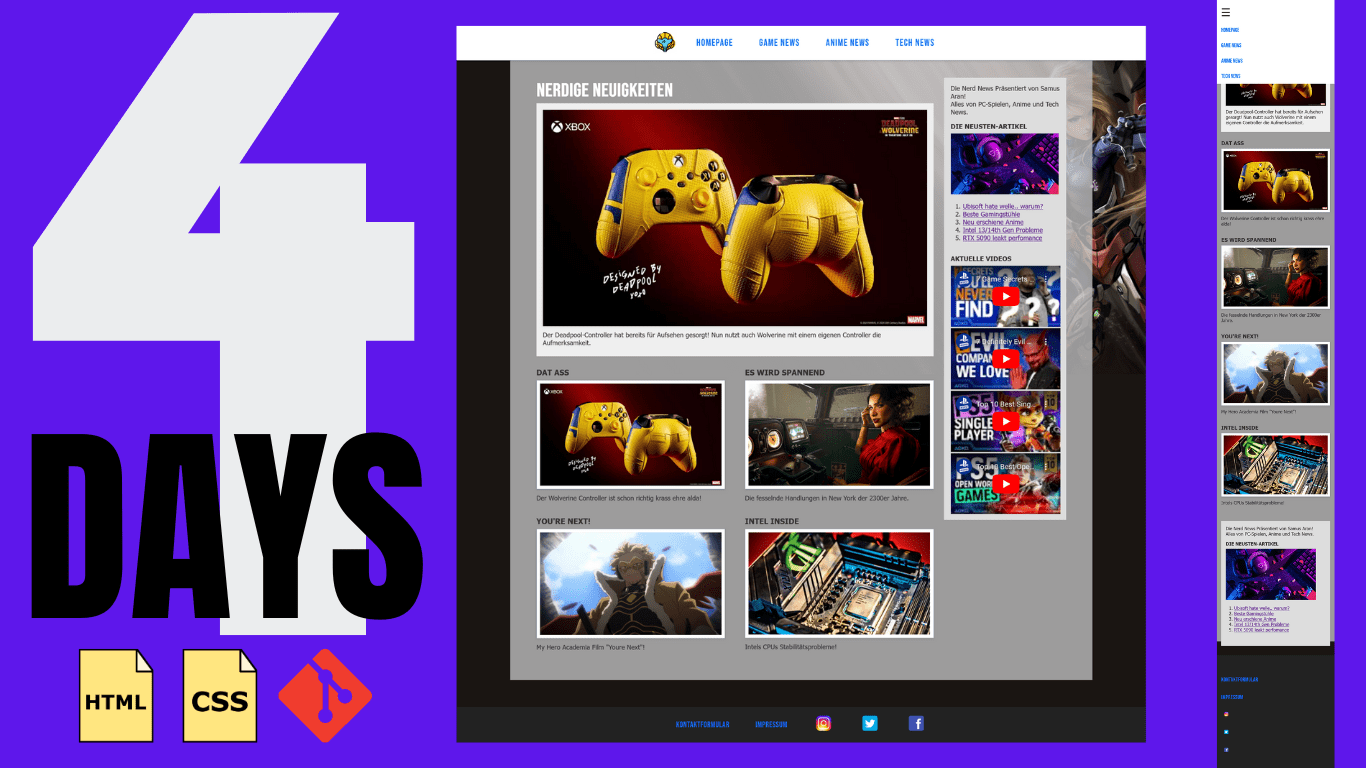 4
DAYS
HTML
CSS
HOMEPAGE
GAME NEWS
ANIME NEWS
TECH NEWS
NERDIGE NEUIGKEITEN
XBOX
DEADPOOL
WOLVERINE
DESIGNED BY
DEADPOOL
XOXO
MARVEL
Der Deadpool-Controller hat bereits für Aufsehen gesorgt! Nun nutzt auch Wolverine mit einem eigenen Controller die
Aufmerksamkeit.
DAT ASS
XBOX
DESIGNED BY
DEADPOOL
Der Wolverine Controller ist schon richtig krass ehre aldo!
ES WIRD SPANNEND
Die fesselnde Handlungen in New York der 2300er Jahre.
YOU'RE NEXT!
My Hero Academia Film "Youre Next"!
INTEL INSIDE
Intels CPUs Stabilitätsprobleme!
Die Nerd News Präsentiert von Samus
Aran!
Alles von PC-Spielen, Anime und Tech
News.
DIE NEUSTEN-ARTIKEL
1. Ubisoft hate welle.. warum?
2. Beste Gamingstühle
3. Neu erschiene Anime
4. Intel 13/14th Gen Probleme
5. RTX 5090 leakt perfomance
AKTUELLE VIDEOS
7 Game Secrets
NEVER
FIND
7 Definitely Evil ...
EVIL
WE LOVE
Top 10 Best Sing...
PS5
SINGLE
PLAYER
Top 10 Best Ope...
PS5
OPEN WORLD
GAMES
KONTAKTFORMULAR
IMPRESSUM
HOMEPAGE
GAME NEWS
ANIME NEWS
TECH NEWS
Der Deadpool-Controller hat bereits für Aufsehen
gesorgt! Nun nutzt auch Wolverine mit einem
eigenen Controller die Aufmerksamkeit.
DAT ASS
Der Wolverine Controller ist schon richtig krass ehre
aldo!
ES WIRD SPANNEND
Die fesselnde Handlungen in New York der 2300er
Jahre.
YOU'RE NEXT!
My Hero Academia Film "Youre Next"!
INTEL INSIDE
Intels CPUs Stabilitätsprobleme!
Die Nerd News Präsentiert von Samus Aran!
Alles von PC-Spielen, Anime und Tech News.
DIE NEUSTEN-ARTIKEL
1. Ubisoft hate welle.. warum?
2. Beste Gamingstühle
3. Neu erschiene Anime
4. Intel 13/14th Gen Probleme
5. RTX 5090 leakt perfomance
KONTAKTFORMULAR
IMPRESSUM